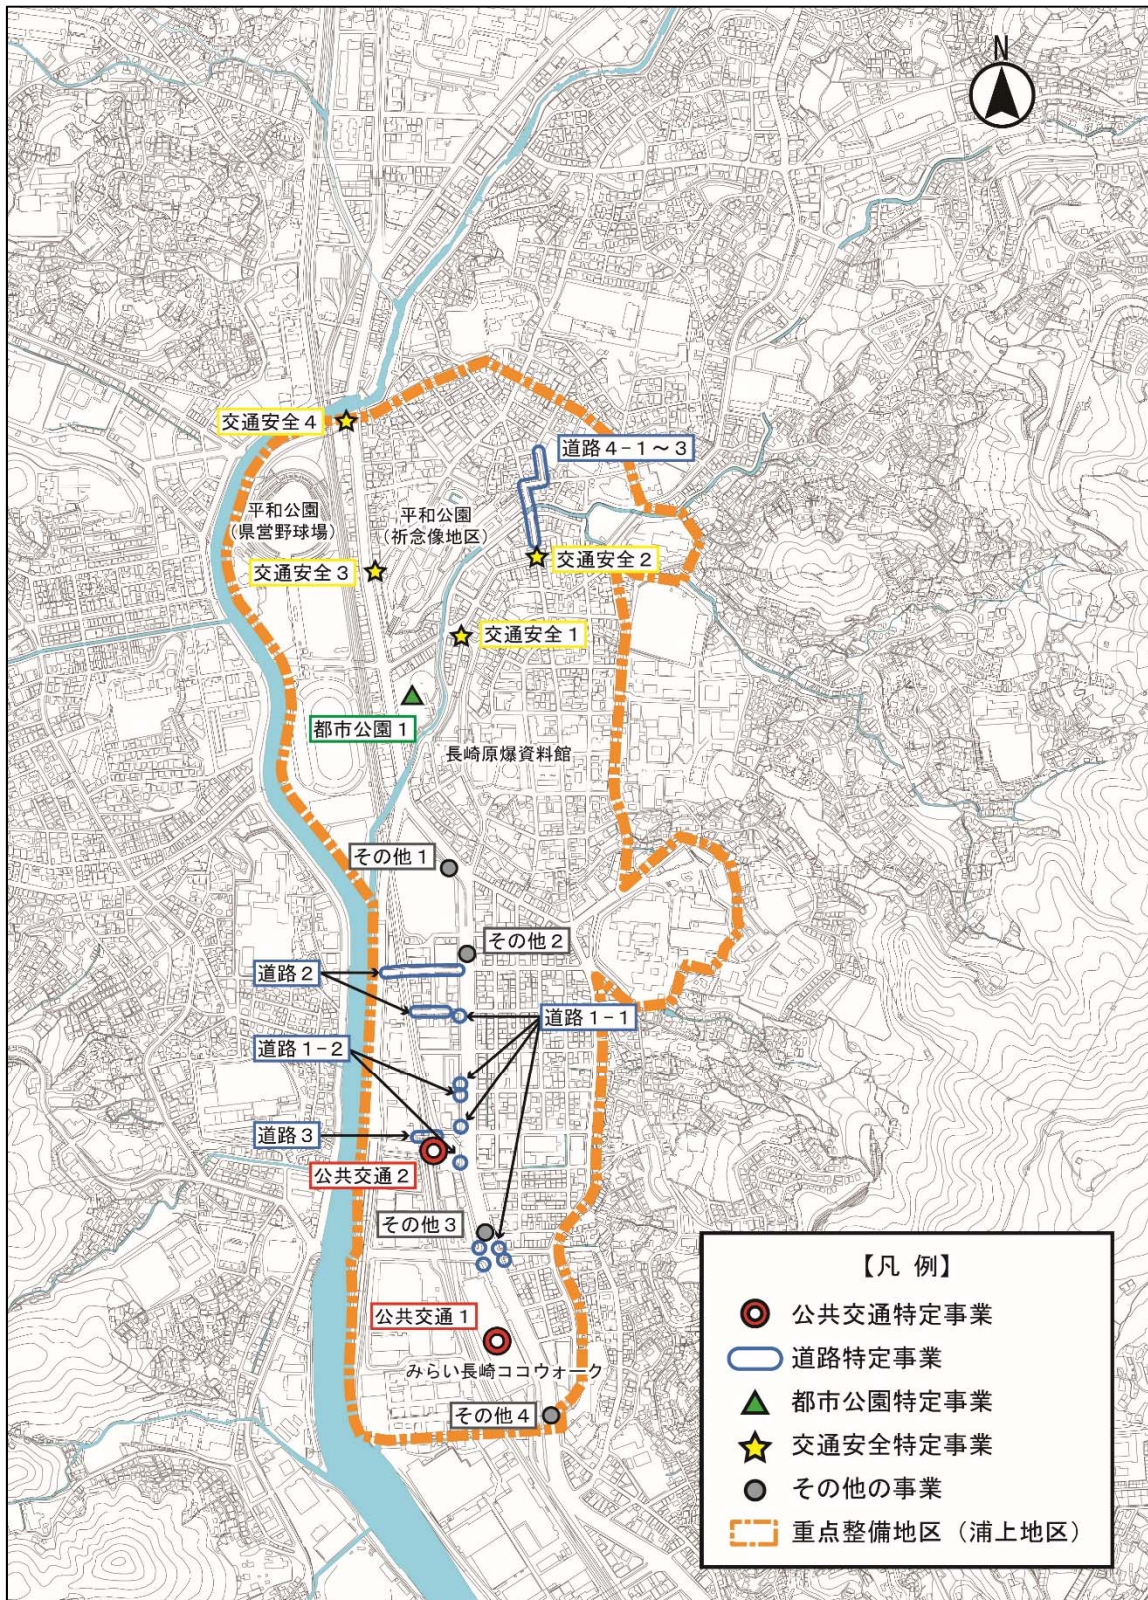 N
交通安全4
道路4-1～3
平和公園
(県営野球場)
平和公園
(祈念像地区)
交通安全3
交通安全2
交通安全1
都市公園1
長崎原爆資料館
その他1
その他2
道路2
道路1-1
道路1-2
道路3
公共交通2
その他3
公共交通1
みらい長崎ココウォーク
その他4
【凡 例】
公共交通特定事業
道路特定事業
都市公園特定事業
交通安全特定事業
その他の事業
重点整備地区（浦上地区）